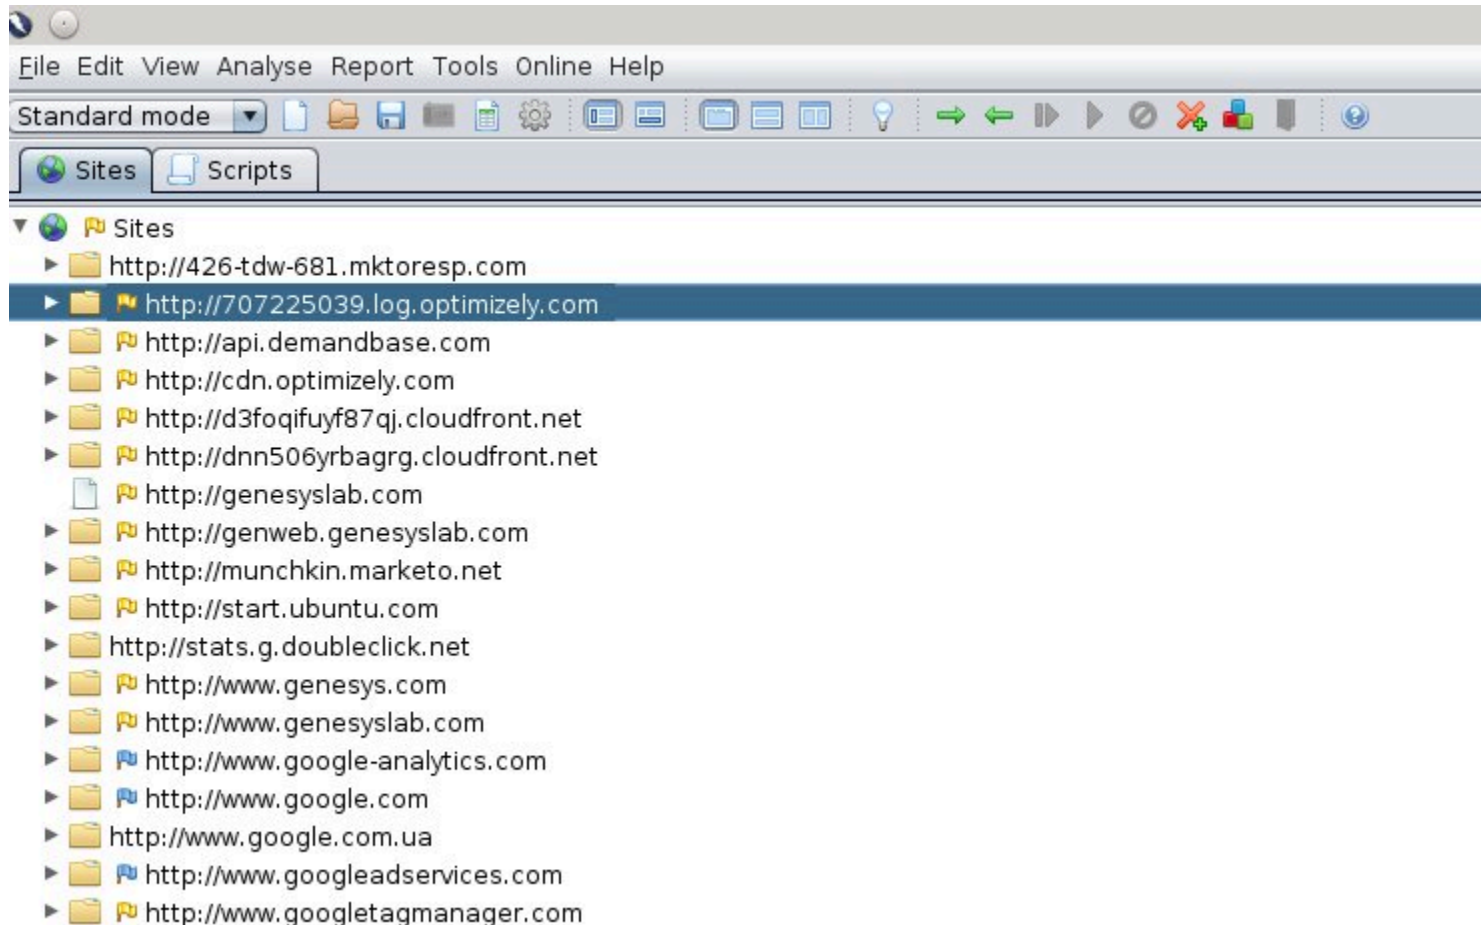 File Edit View Analyse Report Tools Online Help
Standard mode
Sites Scripts
Sites
http://426-tdw-681.mktoresp.com
http://707225039.log.optimizely.com
http://api.demandbase.com
http://cdn.optimizely.com
http://d3foqifuyf87qj.cloudfront.net
http://dnn506yrbagrg.cloudfront.net
http://genesyslab.com
http://genweb.genesyslab.com
http://munchkin.marketo.net
http://start.ubuntu.com
http://stats.g.doubleclick.net
http://www.genesys.com
http://www.genesyslab.com
http://www.google-analytics.com
http://www.google.com
http://www.google.com.ua
http://www.googleadservices.com
http://www.googletagmanager.com